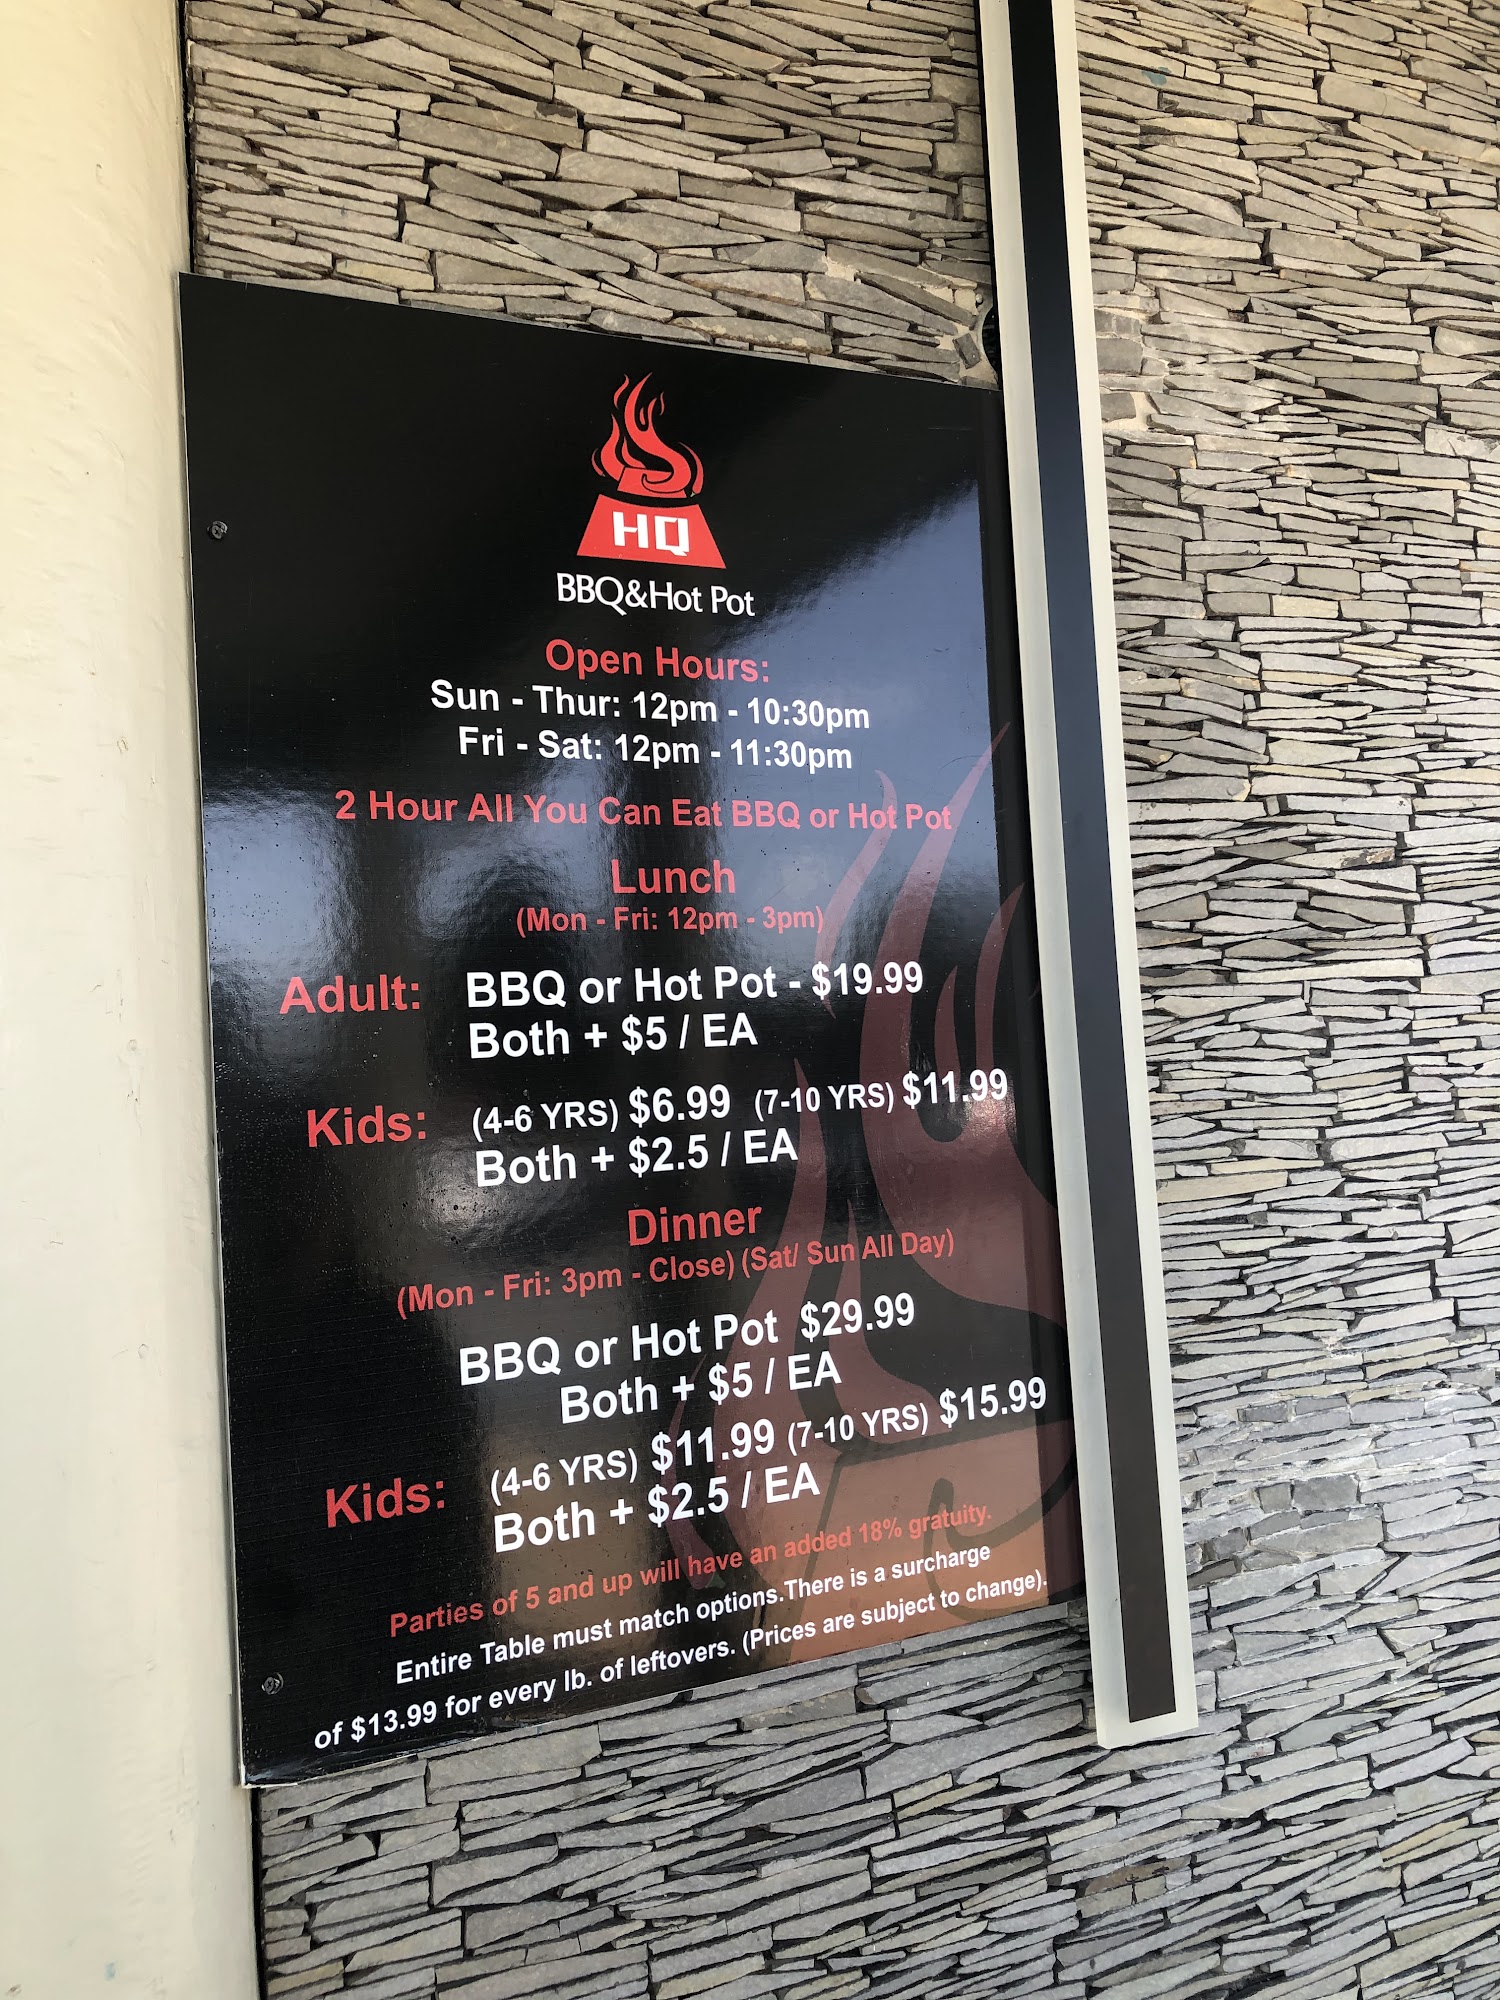 HQ
BBQ&Hot Pot
Open Hours:
Sun - Thur: 12pm - 10:30pm
Fri - Sat: 12pm - 11:30pm
2 Hour All You Can Eat BBQ or Hot Pot
Lunch
(Mon - Fri: 12pm - 3pm)
Adult: BBQ or Hot Pot - $19.99
Both + $5 / EA
Kids: (4-6 YRS) $6.99 (7-10 YRS) $11.99
Both + $2.5 / EA
Dinner
(Mon - Fri: 3pm - Close) (Sat/ Sun All Day)
BBQ or Hot Pot $29.99
Both + $5 / EA
Kids: (4-6 YRS) $11.99 (7-10 YRS) $15.99
Both + $2.5 / EA
Parties of 5 and up will have an added 18% gratuity.
Entire Table must match options.There is a surcharge
of $13.99 for every lb. of leftovers. (Prices are subject to change).